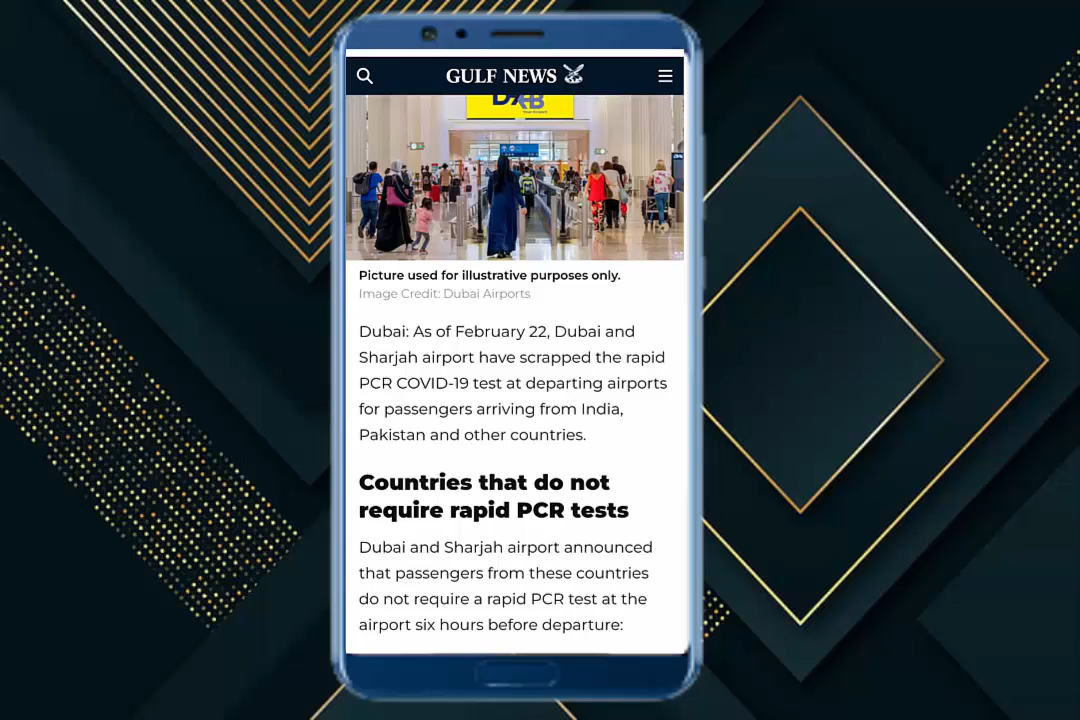 GULF NEWS
DXB
Picture used for illustrative purposes only.
Image Credit: Dubai Airports
Dubai: As of February 22, Dubai and
Sharjah airport have scrapped the rapid
PCR COVID-19 test at departing airports
for passengers arriving from India,
Pakistan and other countries.
Countries that do not
require rapid PCR tests
Dubai and Sharjah airport announced
that passengers from these countries
do not require a rapid PCR test at the
airport six hours before departure: